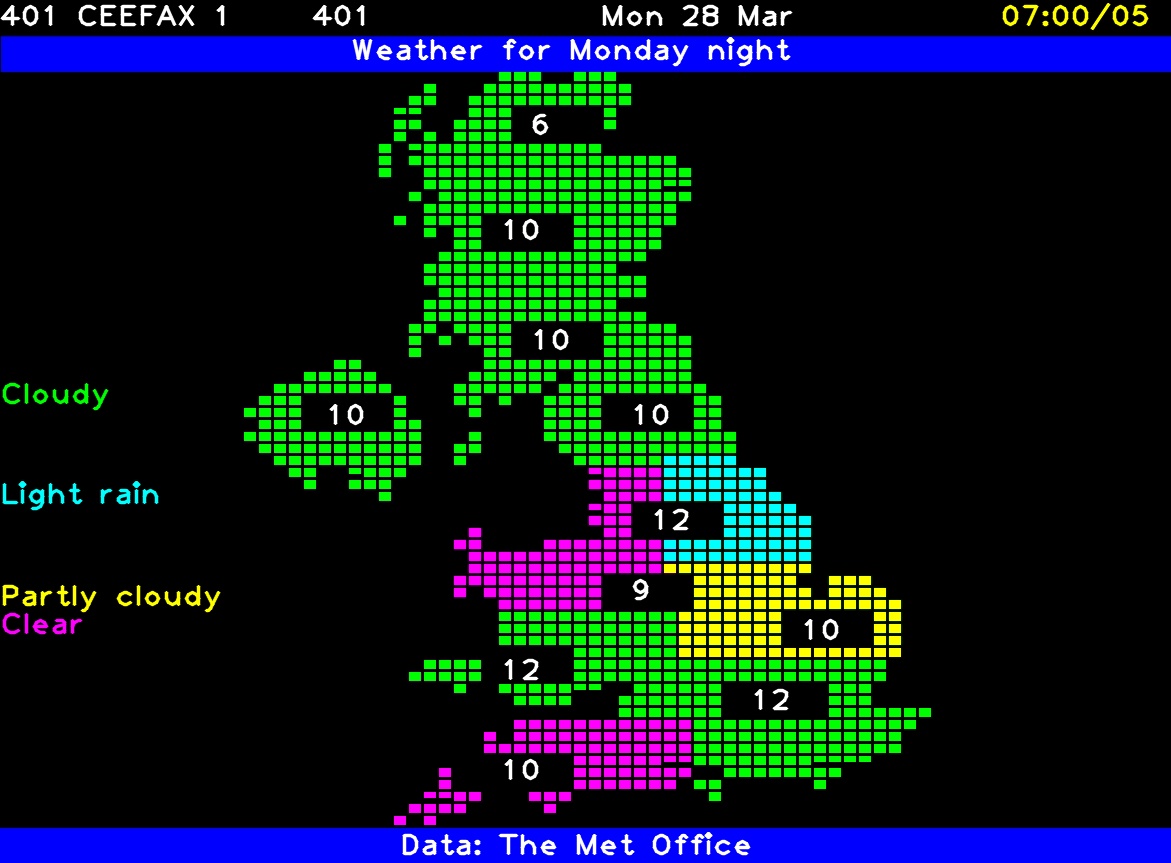 401 CEEFAX 1 401 Mon 28 Mar 07:00/05
Weather for Monday night
6
10
10
Cloudy
10 10
Light rain
12
9
Partly cloudy
Clear
10
12
12
10
Data: The Met Office